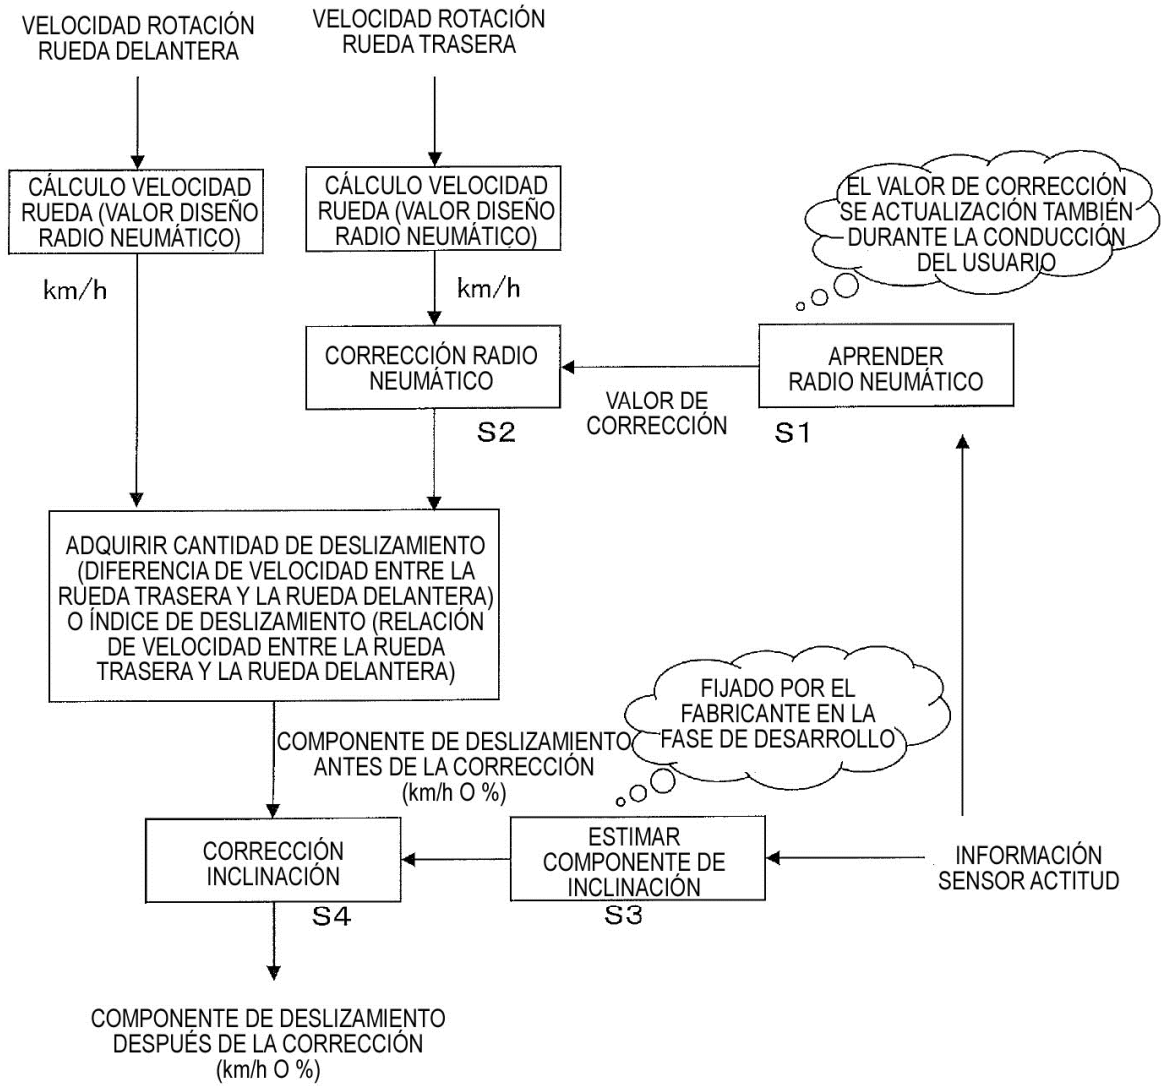 VELOCIDAD ROTACIÓN
RUEDA DELANTERA
VELOCIDAD ROTACIÓN
RUEDA TRASERA
CÁLCULO VELOCIDAD
RUEDA (VALOR DISEÑO
RADIO NEUMÁTICO)
CÁLCULO VELOCIDAD
RUEDA (VALOR DISEÑO
RADIO NEUMÁTICO)
EL VALOR DE CORRECCIÓN
SE ACTUALIZACIÓN TAMBIÉN
DURANTE LA CONDUCCIÓN
DEL USUARIO
km/h
km/h
CORRECCIÓN RADIO
NEUMÁTICO
S2
VALOR DE
CORRECCIÓN
APRENDER
RADIO NEUMÁTICO
S1
ADQUIRIR CANTIDAD DE DESLIZAMIENTO
(DIFERENCIA DE VELOCIDAD ENTRE LA
RUEDA TRASERA Y LA RUEDA DELANTERA)
O ÍNDICE DE DESLIZAMIENTO (RELACIÓN
DE VELOCIDAD ENTRE LA RUEDA
TRASERA Y LA RUEDA DELANTERA)
FIJADO POR EL
FABRICANTE EN LA
FASE DE DESARROLLO
COMPONENTE DE DESLIZAMIENTO
ANTES DE LA CORRECCIÓN
(km/h O %)
CORRECCIÓN
INCLINACIÓN
S4
ESTIMAR
COMPONENTE DE
INCLINACIÓN
S3
INFORMACIÓN
SENSOR ACTITUD
COMPONENTE DE DESLIZAMIENTO
DESPUÉS DE LA CORRECCIÓN
(km/h O %)